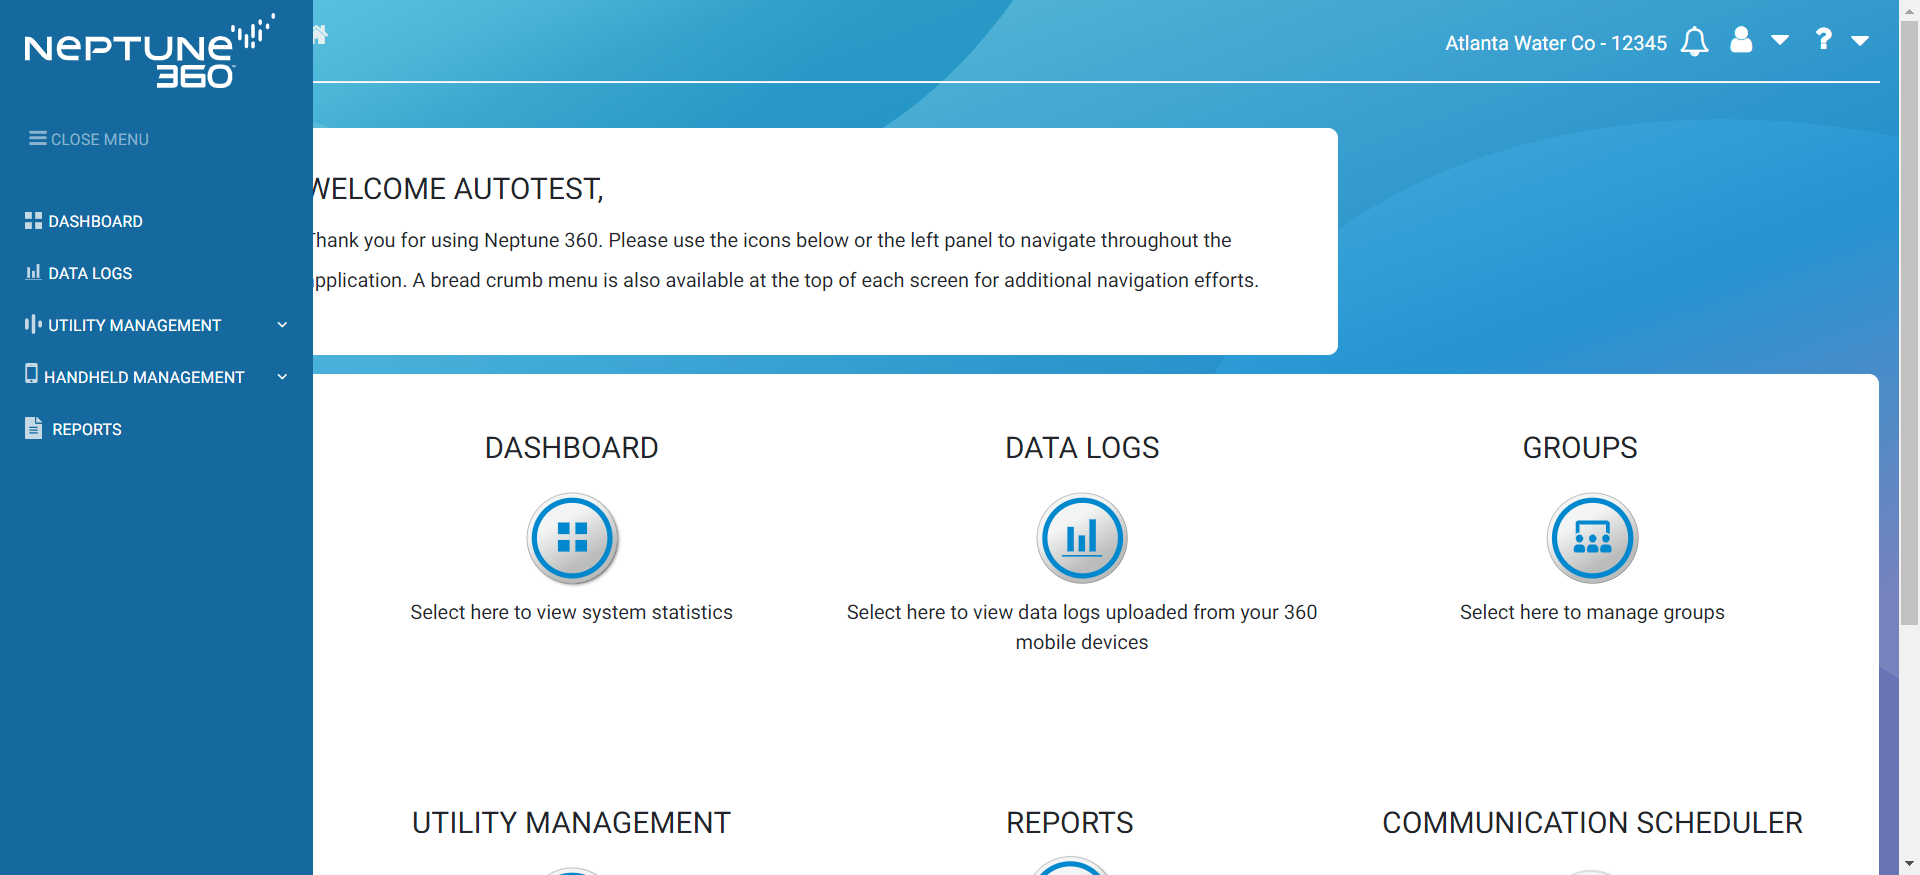 NEPTUNE
360™
Atlanta Water Co - 12345
?
CLOSE MENU
DASHBOARD
DATA LOGS
UTILITY MANAGEMENT
HANDHELD MANAGEMENT
REPORTS
WELCOME AUTOTEST,
Thank you for using Neptune 360. Please use the icons below or the left panel to navigate throughout the
pplication. A bread crumb menu is also available at the top of each screen for additional navigation efforts.
DASHBOARD
Select here to view system statistics
DATA LOGS
Select here to view data logs uploaded from your 360
mobile devices
GROUPS
Select here to manage groups
UTILITY MANAGEMENT
REPORTS
COMMUNICATION SCHEDULER